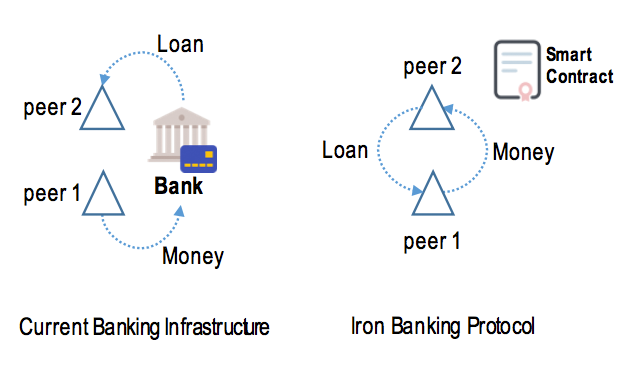 Loan
peer 2
peer 1
Bank
Money
Current Banking Infrastructure
Smart
Contract
peer 2
Loan
Money
peer 1
Iron Banking Protocol